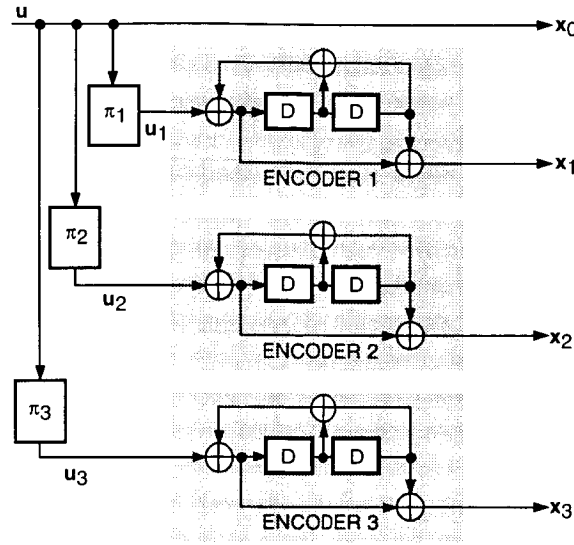 u
x₀
π₁
u₁
D D
ENCODER 1
x₁
π₂
u₂
D D
ENCODER 2
x₂
π₃
u₃
D D
ENCODER 3
x₃